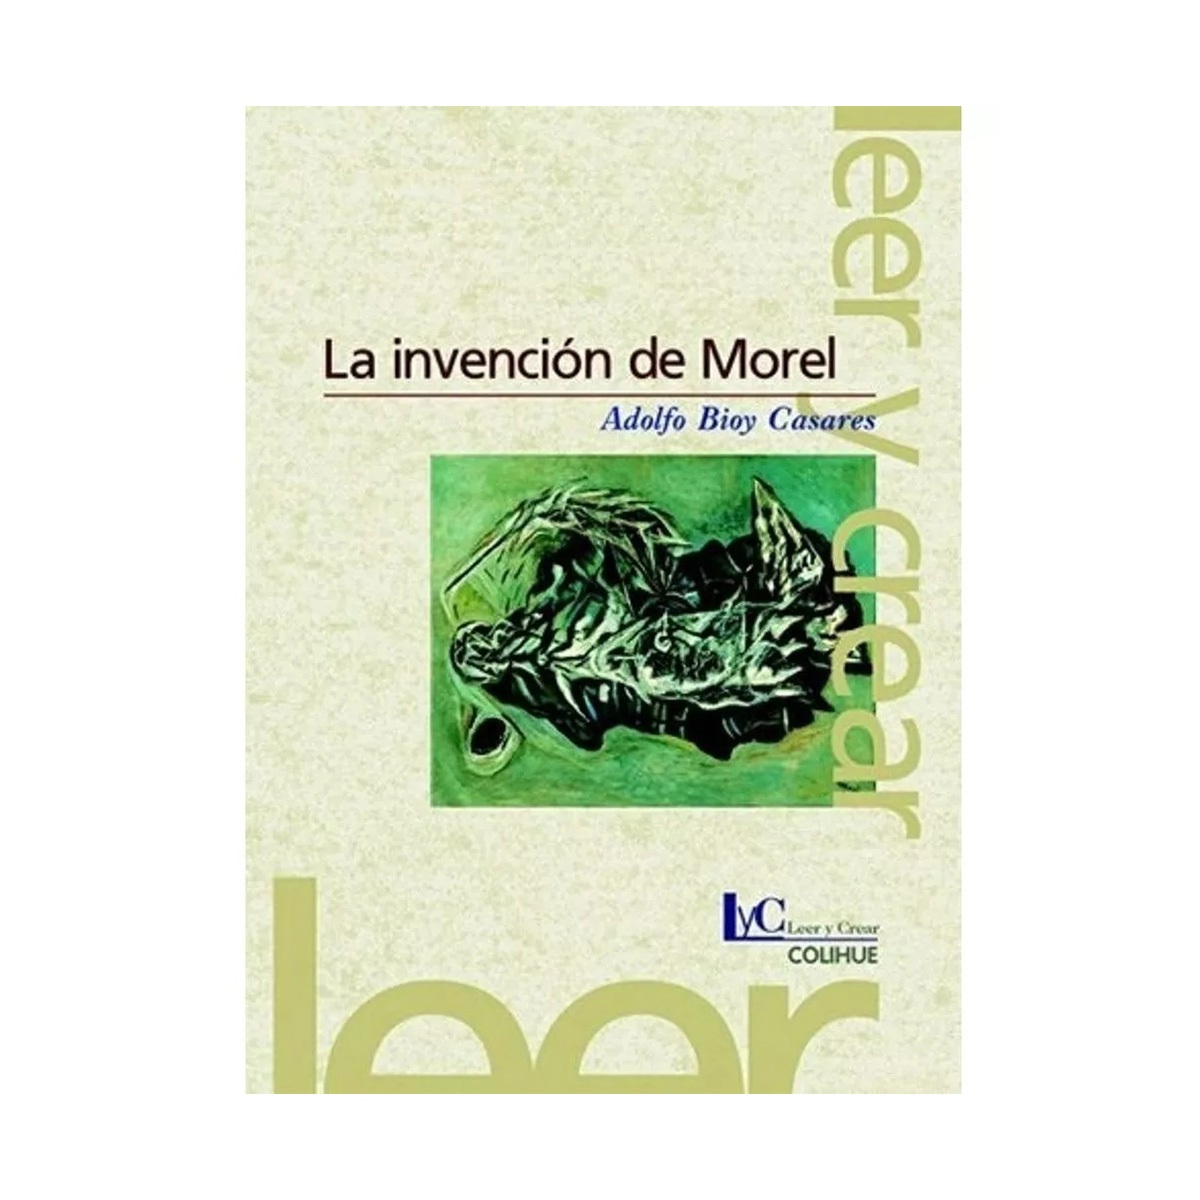 leer y crear
La invención de Morel
Adolfo Bioy Casares
LyC Leer y Crear
COLIHUE
leer